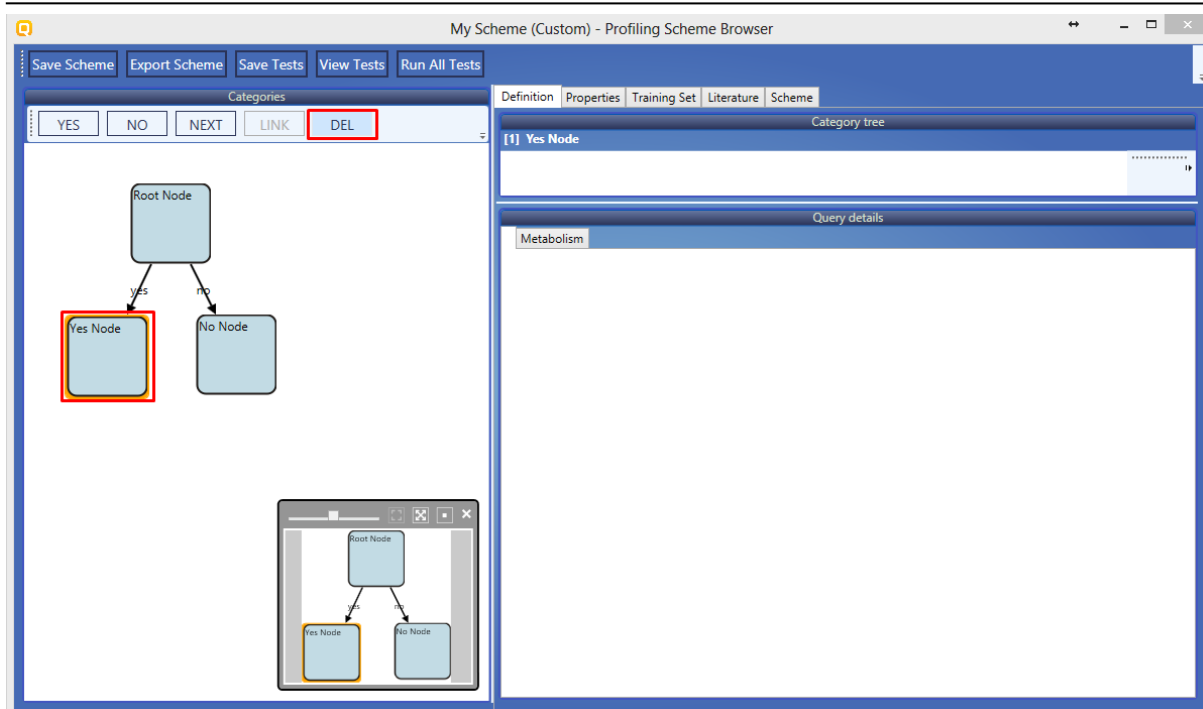 My Scheme (Custom) - Profiling Scheme Browser
Save Scheme Export Scheme Save Tests View Tests Run All Tests
Categories
YES NO NEXT LINK DEL
Root Node
yes no
Yes Node No Node
Root Node
yes no
Yes Node No Node
Definition Properties Training Set Literature Scheme
Category tree
[1] Yes Node
Query details
Metabolism